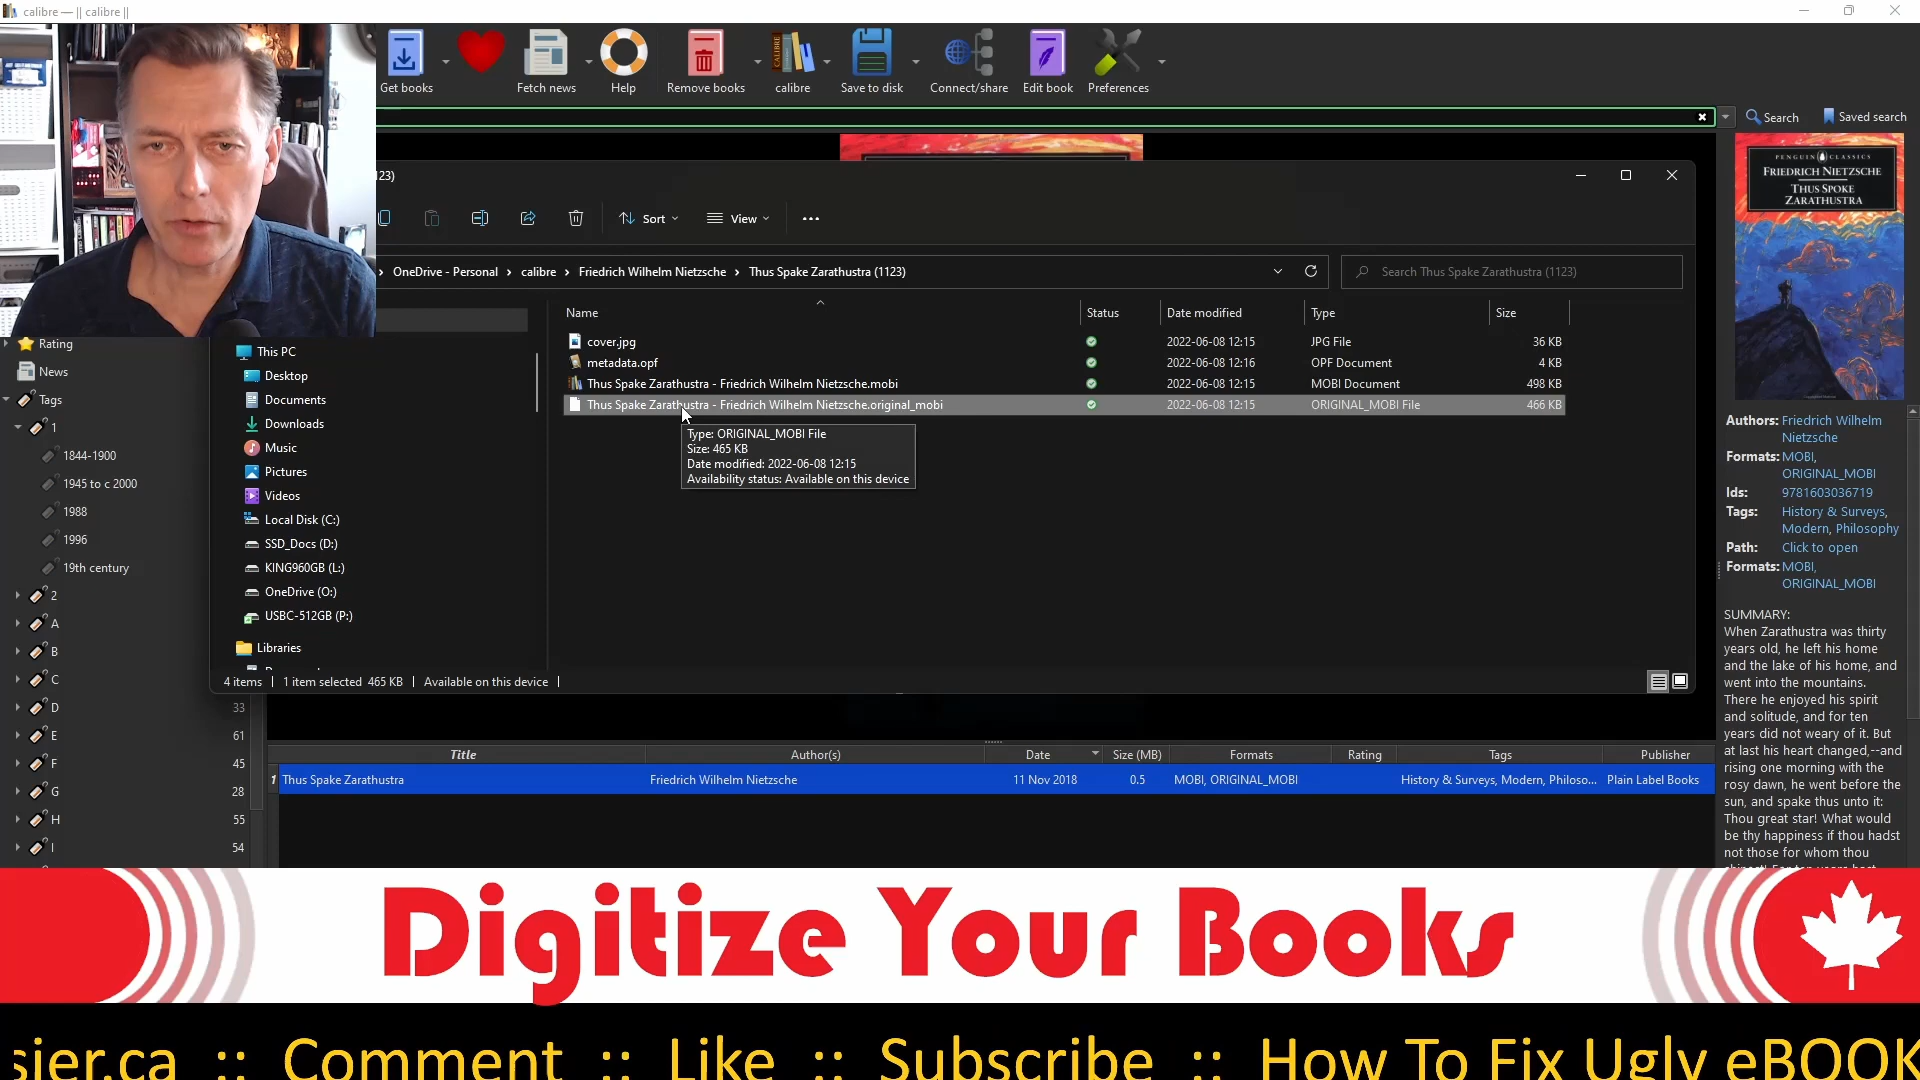 calibre — || calibre ||
Get books
Fetch news
Help
Remove books
calibre
Save to disk
Connect/share
Edit book
Preferences
Search
Saved search
PENGUIN CLASSICS
FRIEDRICH NIETZSCHE
THUS SPOKE
ZARATHUSTRA
123)
Sort
View
OneDrive - Personal > calibre > Friedrich Wilhelm Nietzsche > Thus Spake Zarathustra (1123)
Search Thus Spake Zarathustra (1123)
Name Status Date modified Type Size
cover.jpg 2022-06-08 12:15 JPG File 36 KB
metadata.opf 2022-06-08 12:16 OPF Document 4 KB
Thus Spake Zarathustra - Friedrich Wilhelm Nietzsche.mobi 2022-06-08 12:15 MOBI Document 498 KB
Thus Spake Zarathustra - Friedrich Wilhelm Nietzsche.original_mobi 2022-06-08 12:15 ORIGINAL_MOBI File 466 KB
Type: ORIGINAL_MOBI File
Size: 465 KB
Date modified: 2022-06-08 12:15
Availability status: Available on this device
This PC
Desktop
Documents
Downloads
Music
Pictures
Videos
Local Disk (C:)
SSD_Docs (D:)
KING960GB (L:)
OneDrive (O:)
USBC-512GB (P:)
Libraries
4 items | 1 item selected 465 KB | Available on this device |
Rating
News
Tags
1
1844-1900
1945 to c 2000
1988
1996
19th century
2
A
B
C
D 33
E 61
F 45
G 28
H 55
I 54
Title Author(s) Date Size (MB) Formats Rating Tags Publisher
1 Thus Spake Zarathustra Friedrich Wilhelm Nietzsche 11 Nov 2018 0.5 MOBI, ORIGINAL_MOBI History & Surveys, Modern, Philoso... Plain Label Books
Authors: Friedrich Wilhelm
Nietzsche
Formats: MOBI,
ORIGINAL_MOBI
Ids: 9781603036719
Tags: History & Surveys,
Modern, Philosophy
Path: Click to open
Formats: MOBI,
ORIGINAL_MOBI
SUMMARY:
When Zarathustra was thirty
years old, he left his home
and the lake of his home, and
went into the mountains.
There he enjoyed his spirit
and solitude, and for ten
years did not weary of it. But
at last his heart changed,--and
rising one morning with the
rosy dawn, he went before the
sun, and spake thus unto it:
Thou great star! What would
be thy happiness if thou hadst
not those for whom thou
Digitize Your Books
sier.ca :: Comment :: Like :: Subscribe :: How To Fix Ugly eBOOK